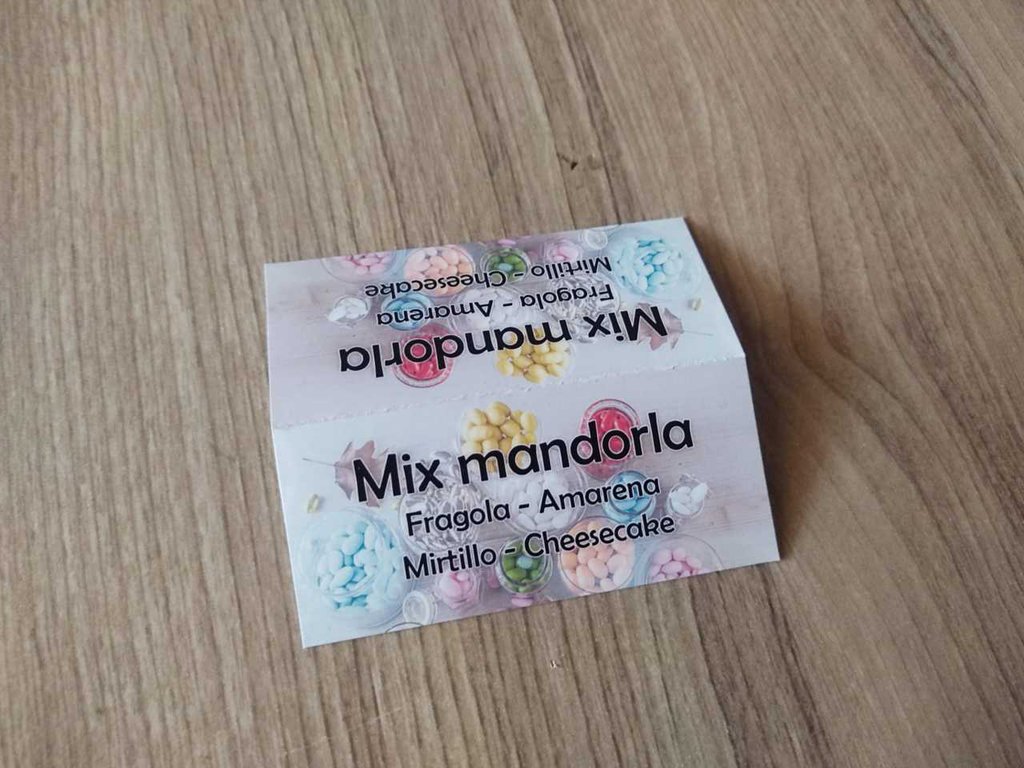 Mirtillo - Cheesecake
Fragola - Amarena
Mix mandorla
Mix mandorla
Fragola - Amarena
Mirtillo - Cheesecake